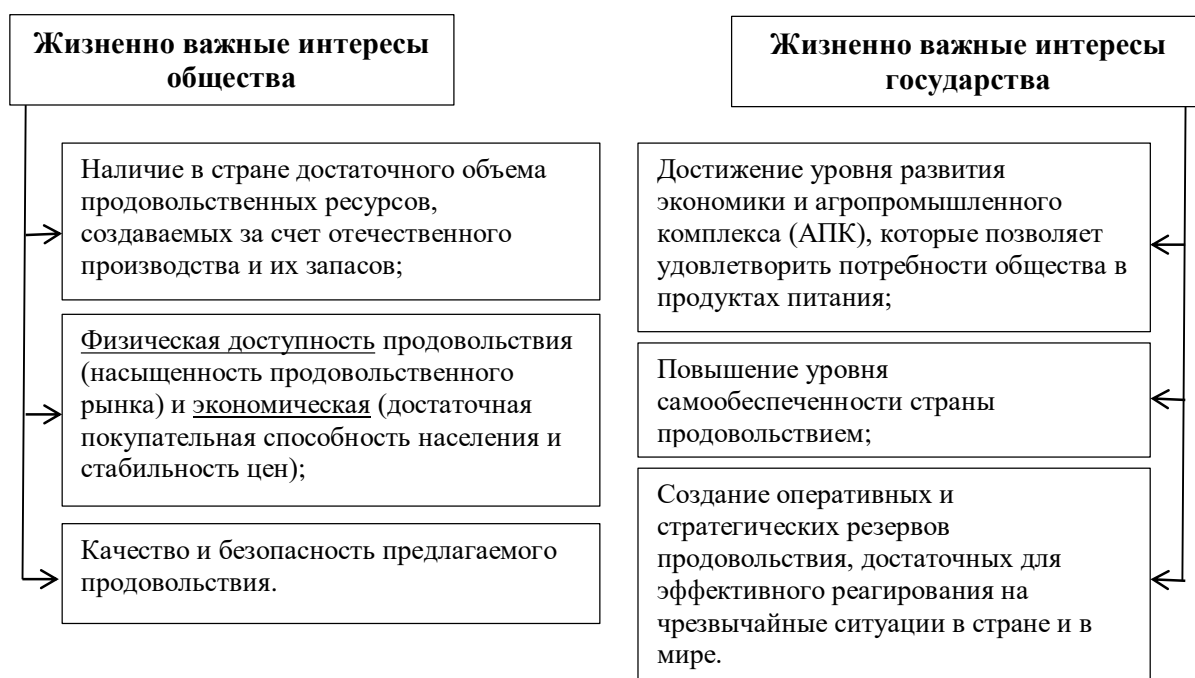 Жизненно важные интересы
общества
Наличие в стране достаточного объема
продовольственных ресурсов,
создаваемых за счет отечественного
производства и их запасов;
Физическая доступность продовольствия
(насыщенность продовольственного
рынка) и экономическая (достаточная
покупательная способность населения и
стабильность цен);
Качество и безопасность предлагаемого
продовольствия.
Жизненно важные интересы
государства
Достижение уровня развития
экономики и агропромышленного
комплекса (АПК), которые позволяет
удовлетворить потребности общества в
продуктах питания;
Повышение уровня
самообеспеченности страны
продовольствием;
Создание оперативных и
стратегических резервов
продовольствия, достаточных для
эффективного реагирования на
чрезвычайные ситуации в стране и в
мире.